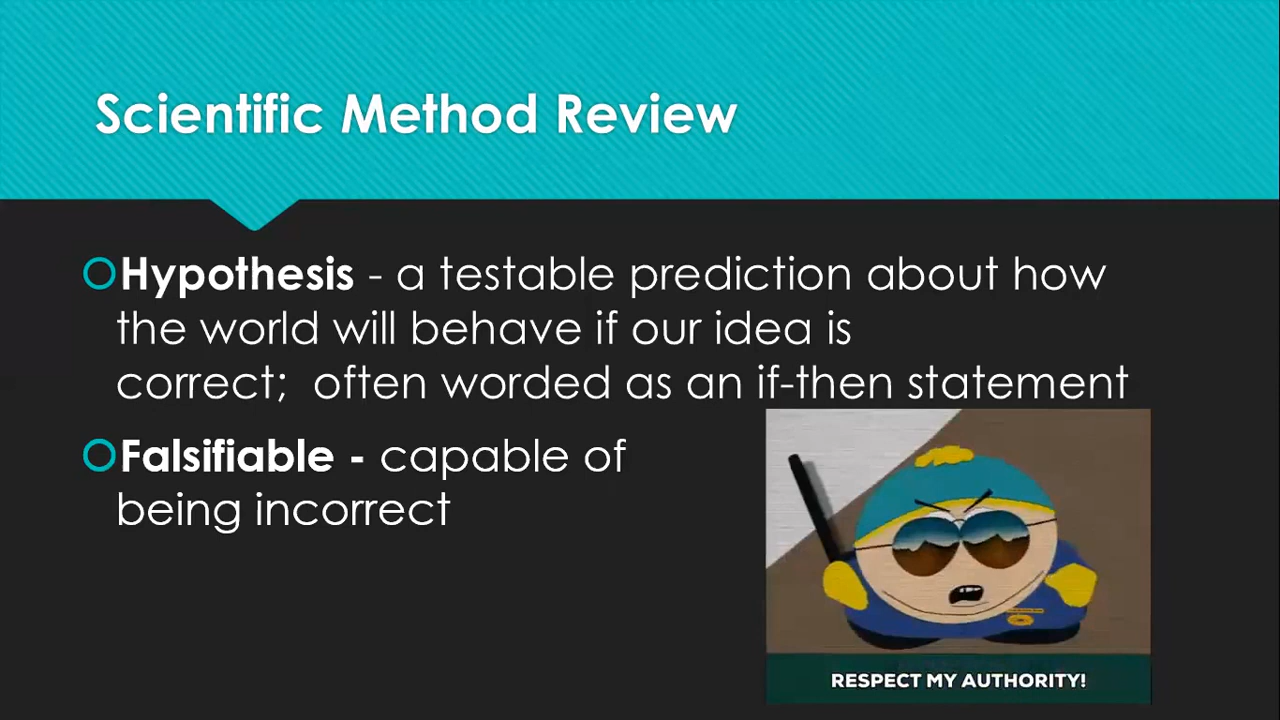 Scientific Method Review
Hypothesis - a testable prediction about how
the world will behave if our idea is
correct;  often worded as an if-then statement
Falsifiable - capable of
being incorrect
RESPECT MY AUTHORITY!